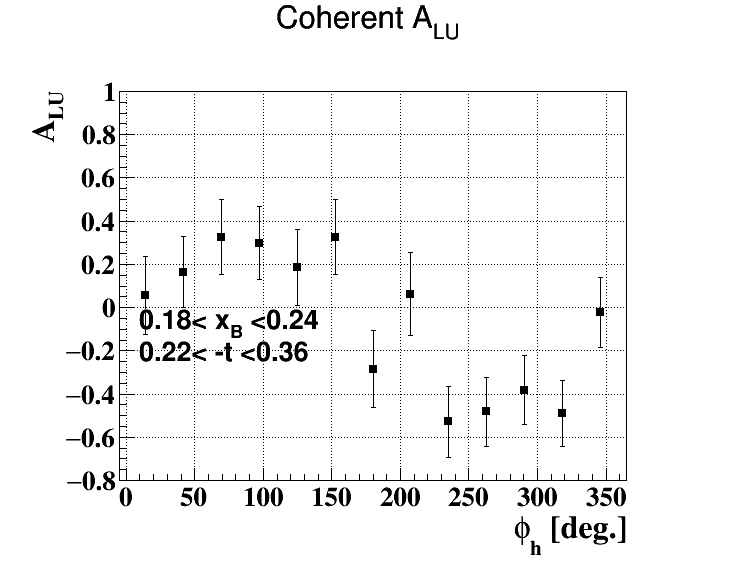 Coherent A_LU
A_LU
1
0.8
0.6
0.4
0.2
0
−0.2
−0.4
−0.6
−0.8
0.18< x_B <0.24
0.22< -t <0.36
0 50 100 150 200 250 300 350
ϕ_h [deg.]